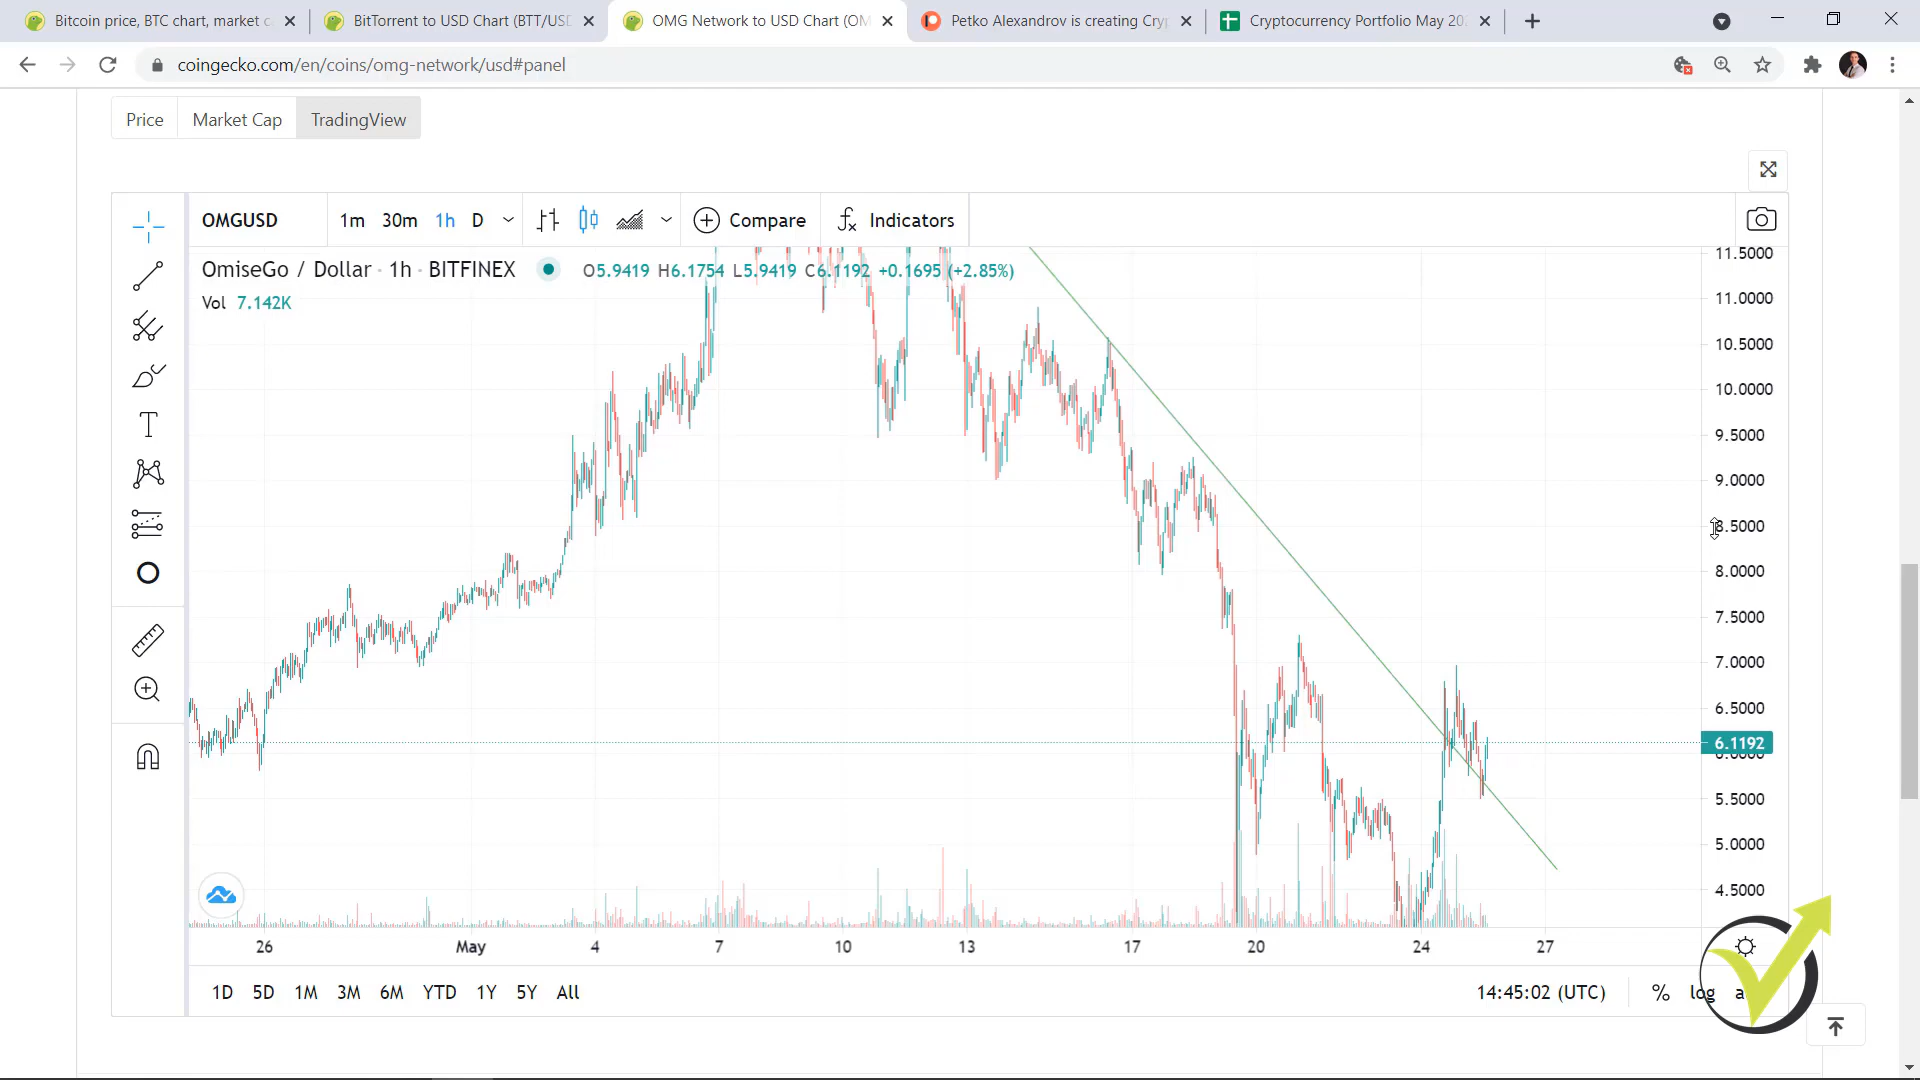 Bitcoin price, BTC chart, market c
BitTorrent to USD Chart (BTT/USD
OMG Network to USD Chart (OM
Petko Alexandrov is creating Cryp
Cryptocurrency Portfolio May 202
coingecko.com/en/coins/omg-network/usd#panel
Price
Market Cap
TradingView
OMGUSD
1m
30m
1h
D
Compare
Indicators
OmiseGo / Dollar · 1h · BITFINEX
O5.9419 H6.1754 L5.9419 C6.1192 +0.1695 (+2.85%)
Vol 7.142K
T
11.5000
11.0000
10.5000
10.0000
9.5000
9.0000
8.5000
8.0000
7.5000
7.0000
6.5000
6.1192
6.0000
5.5000
5.0000
4.5000
26
May
4
7
10
13
17
20
24
27
1D
5D
1M
3M
6M
YTD
1Y
5Y
All
14:45:02 (UTC)
%
log